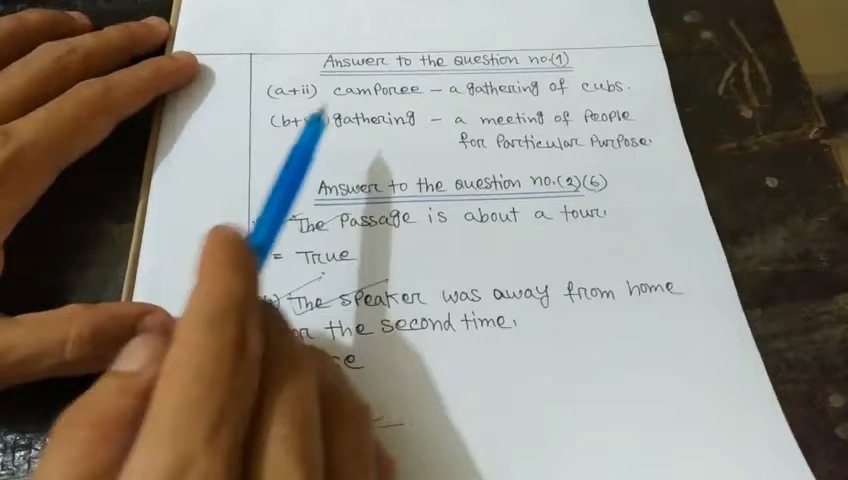 Answer to the question no.(1)
(a+ii) camporee - a gathering of cubs.
(b+ gathering - a meeting of people
for particular purpose.
Answer to the question no.(2)(6)
The passage is about a tour.
= True
The speaker was away from home
the second time.